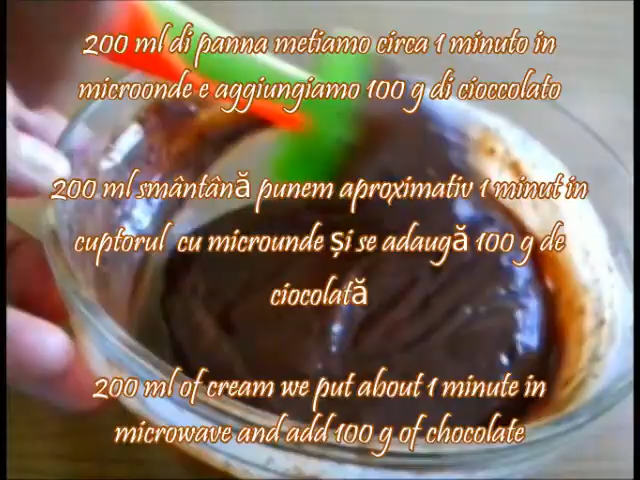 200 ml di panna metiamo circa 1 minuto in
microonde e aggiungiamo 100 g di cioccolato
200 ml smântână punem aproximativ 1 minut in
cuptorul cu microunde și se adaugă 100 g de
ciocolată
200 ml of cream we put about 1 minute in
microwave and add 100 g of chocolate